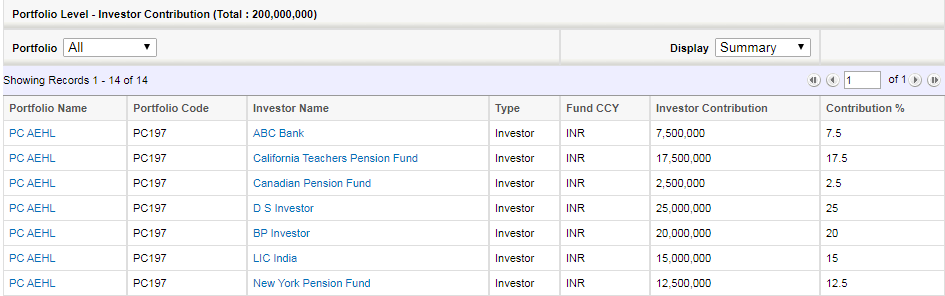 Portfolio Level - Investor Contribution (Total : 200,000,000)
Portfolio All Display Summary
Showing Records 1 - 14 of 14 1 of 1
Portfolio Name Portfolio Code Investor Name Type Fund CCY Investor Contribution Contribution %
PC AEHL PC197 ABC Bank Investor INR 7,500,000 7.5
PC AEHL PC197 California Teachers Pension Fund Investor INR 17,500,000 17.5
PC AEHL PC197 Canadian Pension Fund Investor INR 2,500,000 2.5
PC AEHL PC197 D S Investor Investor INR 25,000,000 25
PC AEHL PC197 BP Investor Investor INR 20,000,000 20
PC AEHL PC197 LIC India Investor INR 15,000,000 15
PC AEHL PC197 New York Pension Fund Investor INR 12,500,000 12.5